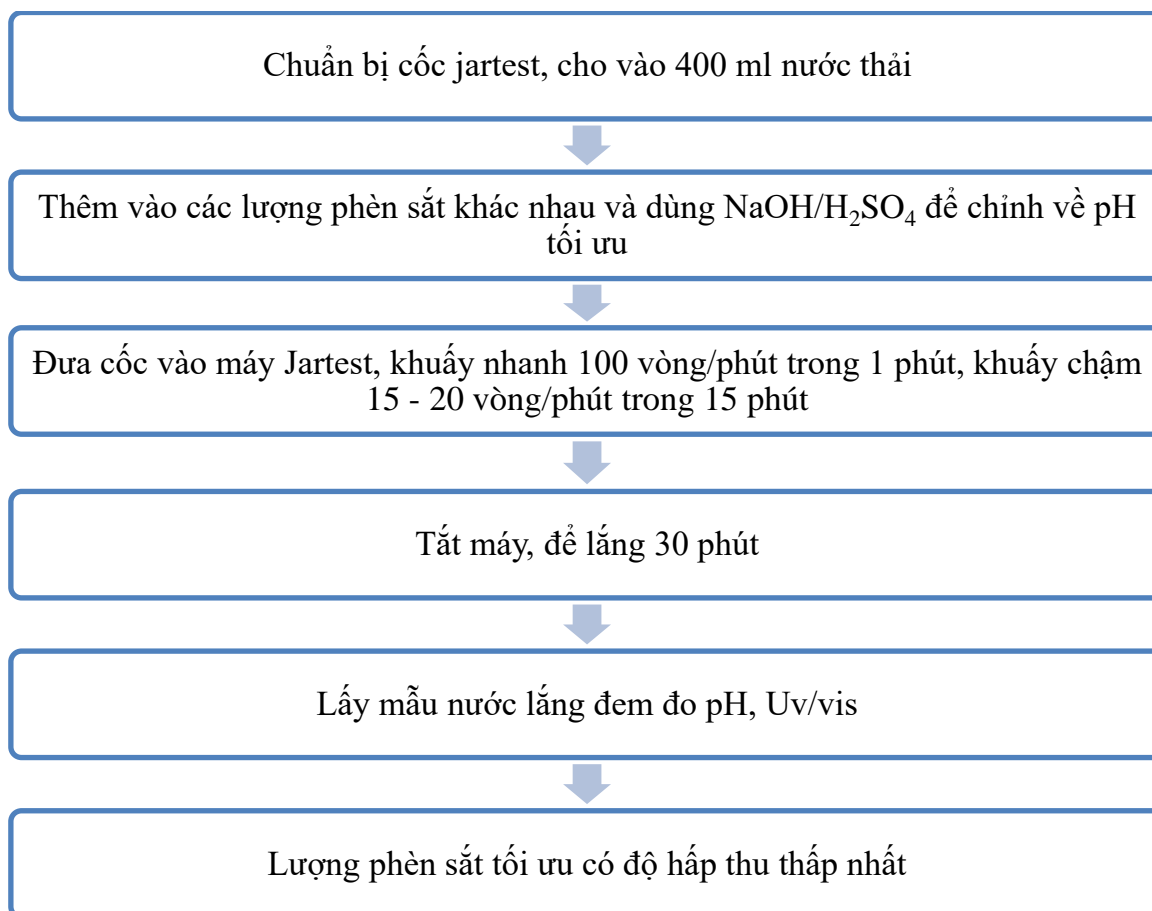 Chuẩn bị cốc jartest, cho vào 400 ml nước thải
Thêm vào các lượng phèn sắt khác nhau và dùng NaOH/H₂SO₄ để chỉnh về pH
tối ưu
Đưa cốc vào máy Jartest, khuấy nhanh 100 vòng/phút trong 1 phút, khuấy chậm
15 - 20 vòng/phút trong 15 phút
Tắt máy, để lắng 30 phút
Lấy mẫu nước lắng đem đo pH, Uv/vis
Lượng phèn sắt tối ưu có độ hấp thu thấp nhất